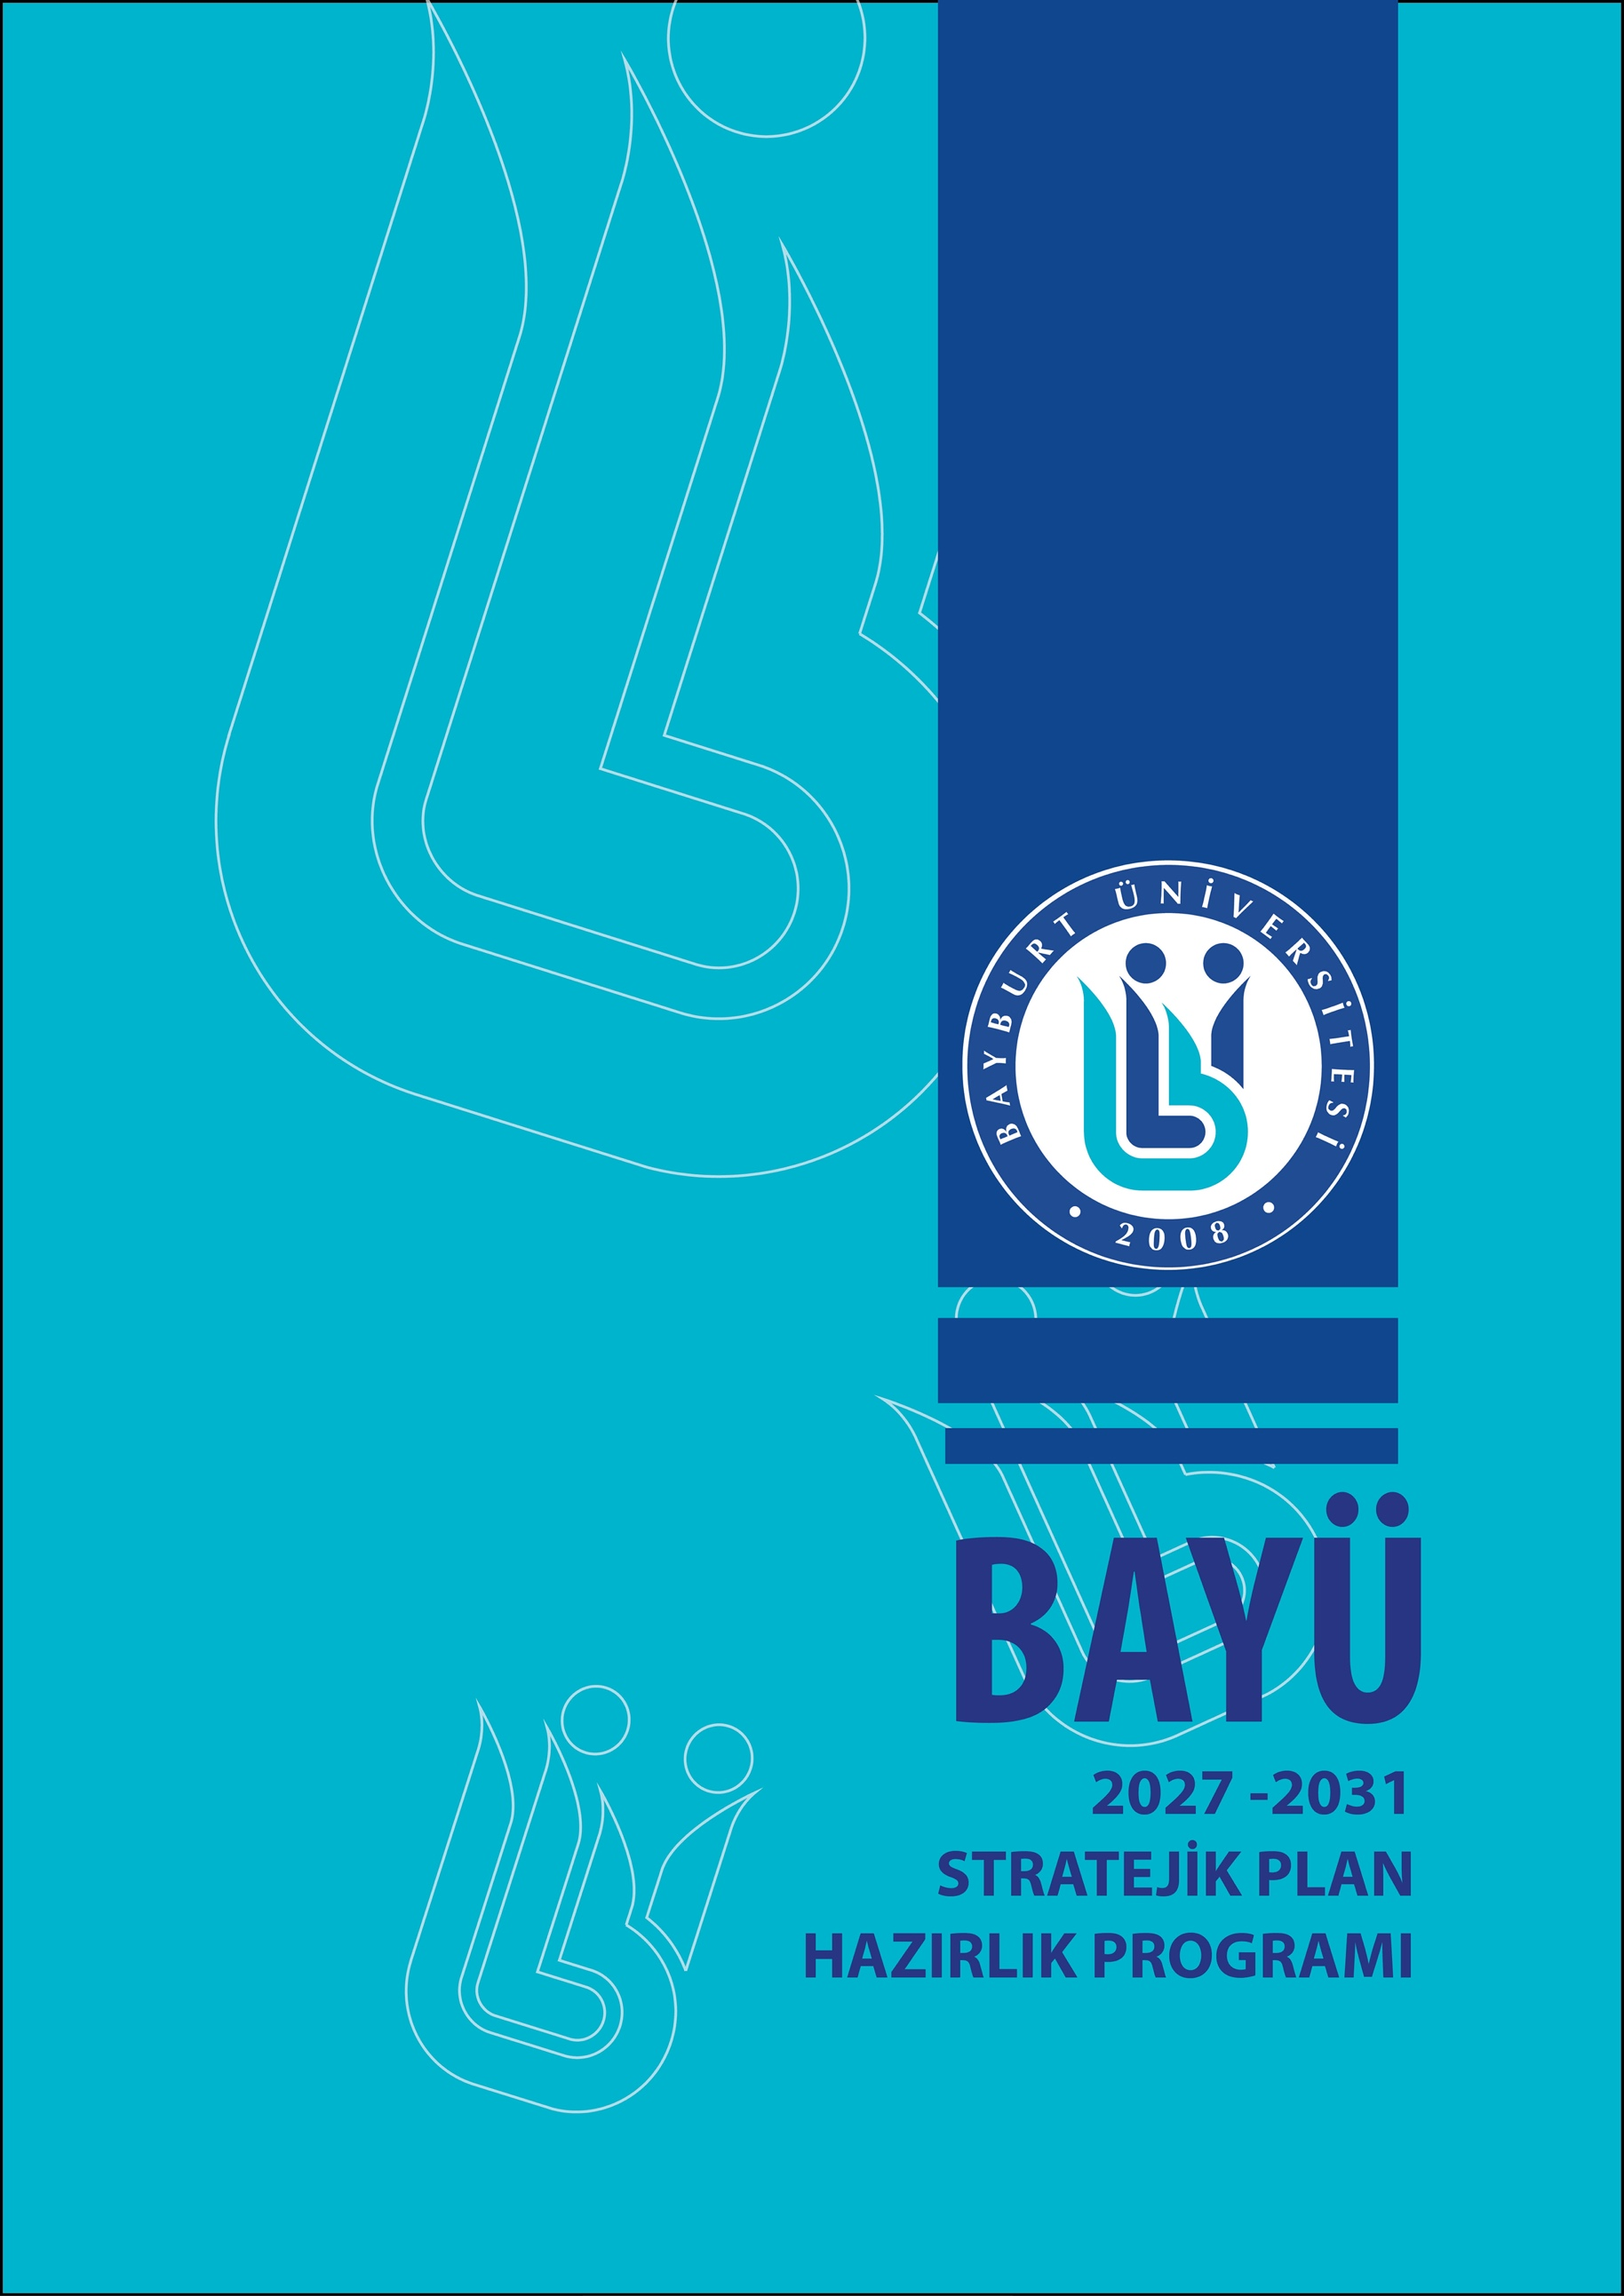 BAYBURT ÜNİVERSİTESİ
2008
BAYÜ
2027 -2031
STRATEJİK PLAN
HAZIRLIK PROGRAMI